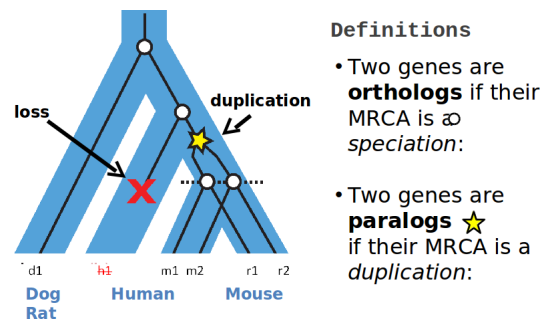 Definitions
• Two genes are
orthologs if their
MRCA is a
speciation:
• Two genes are
paralogs
if their MRCA is a
duplication:
loss
duplication
d1 h1 m1 m2 r1 r2
Dog Human Mouse
Rat